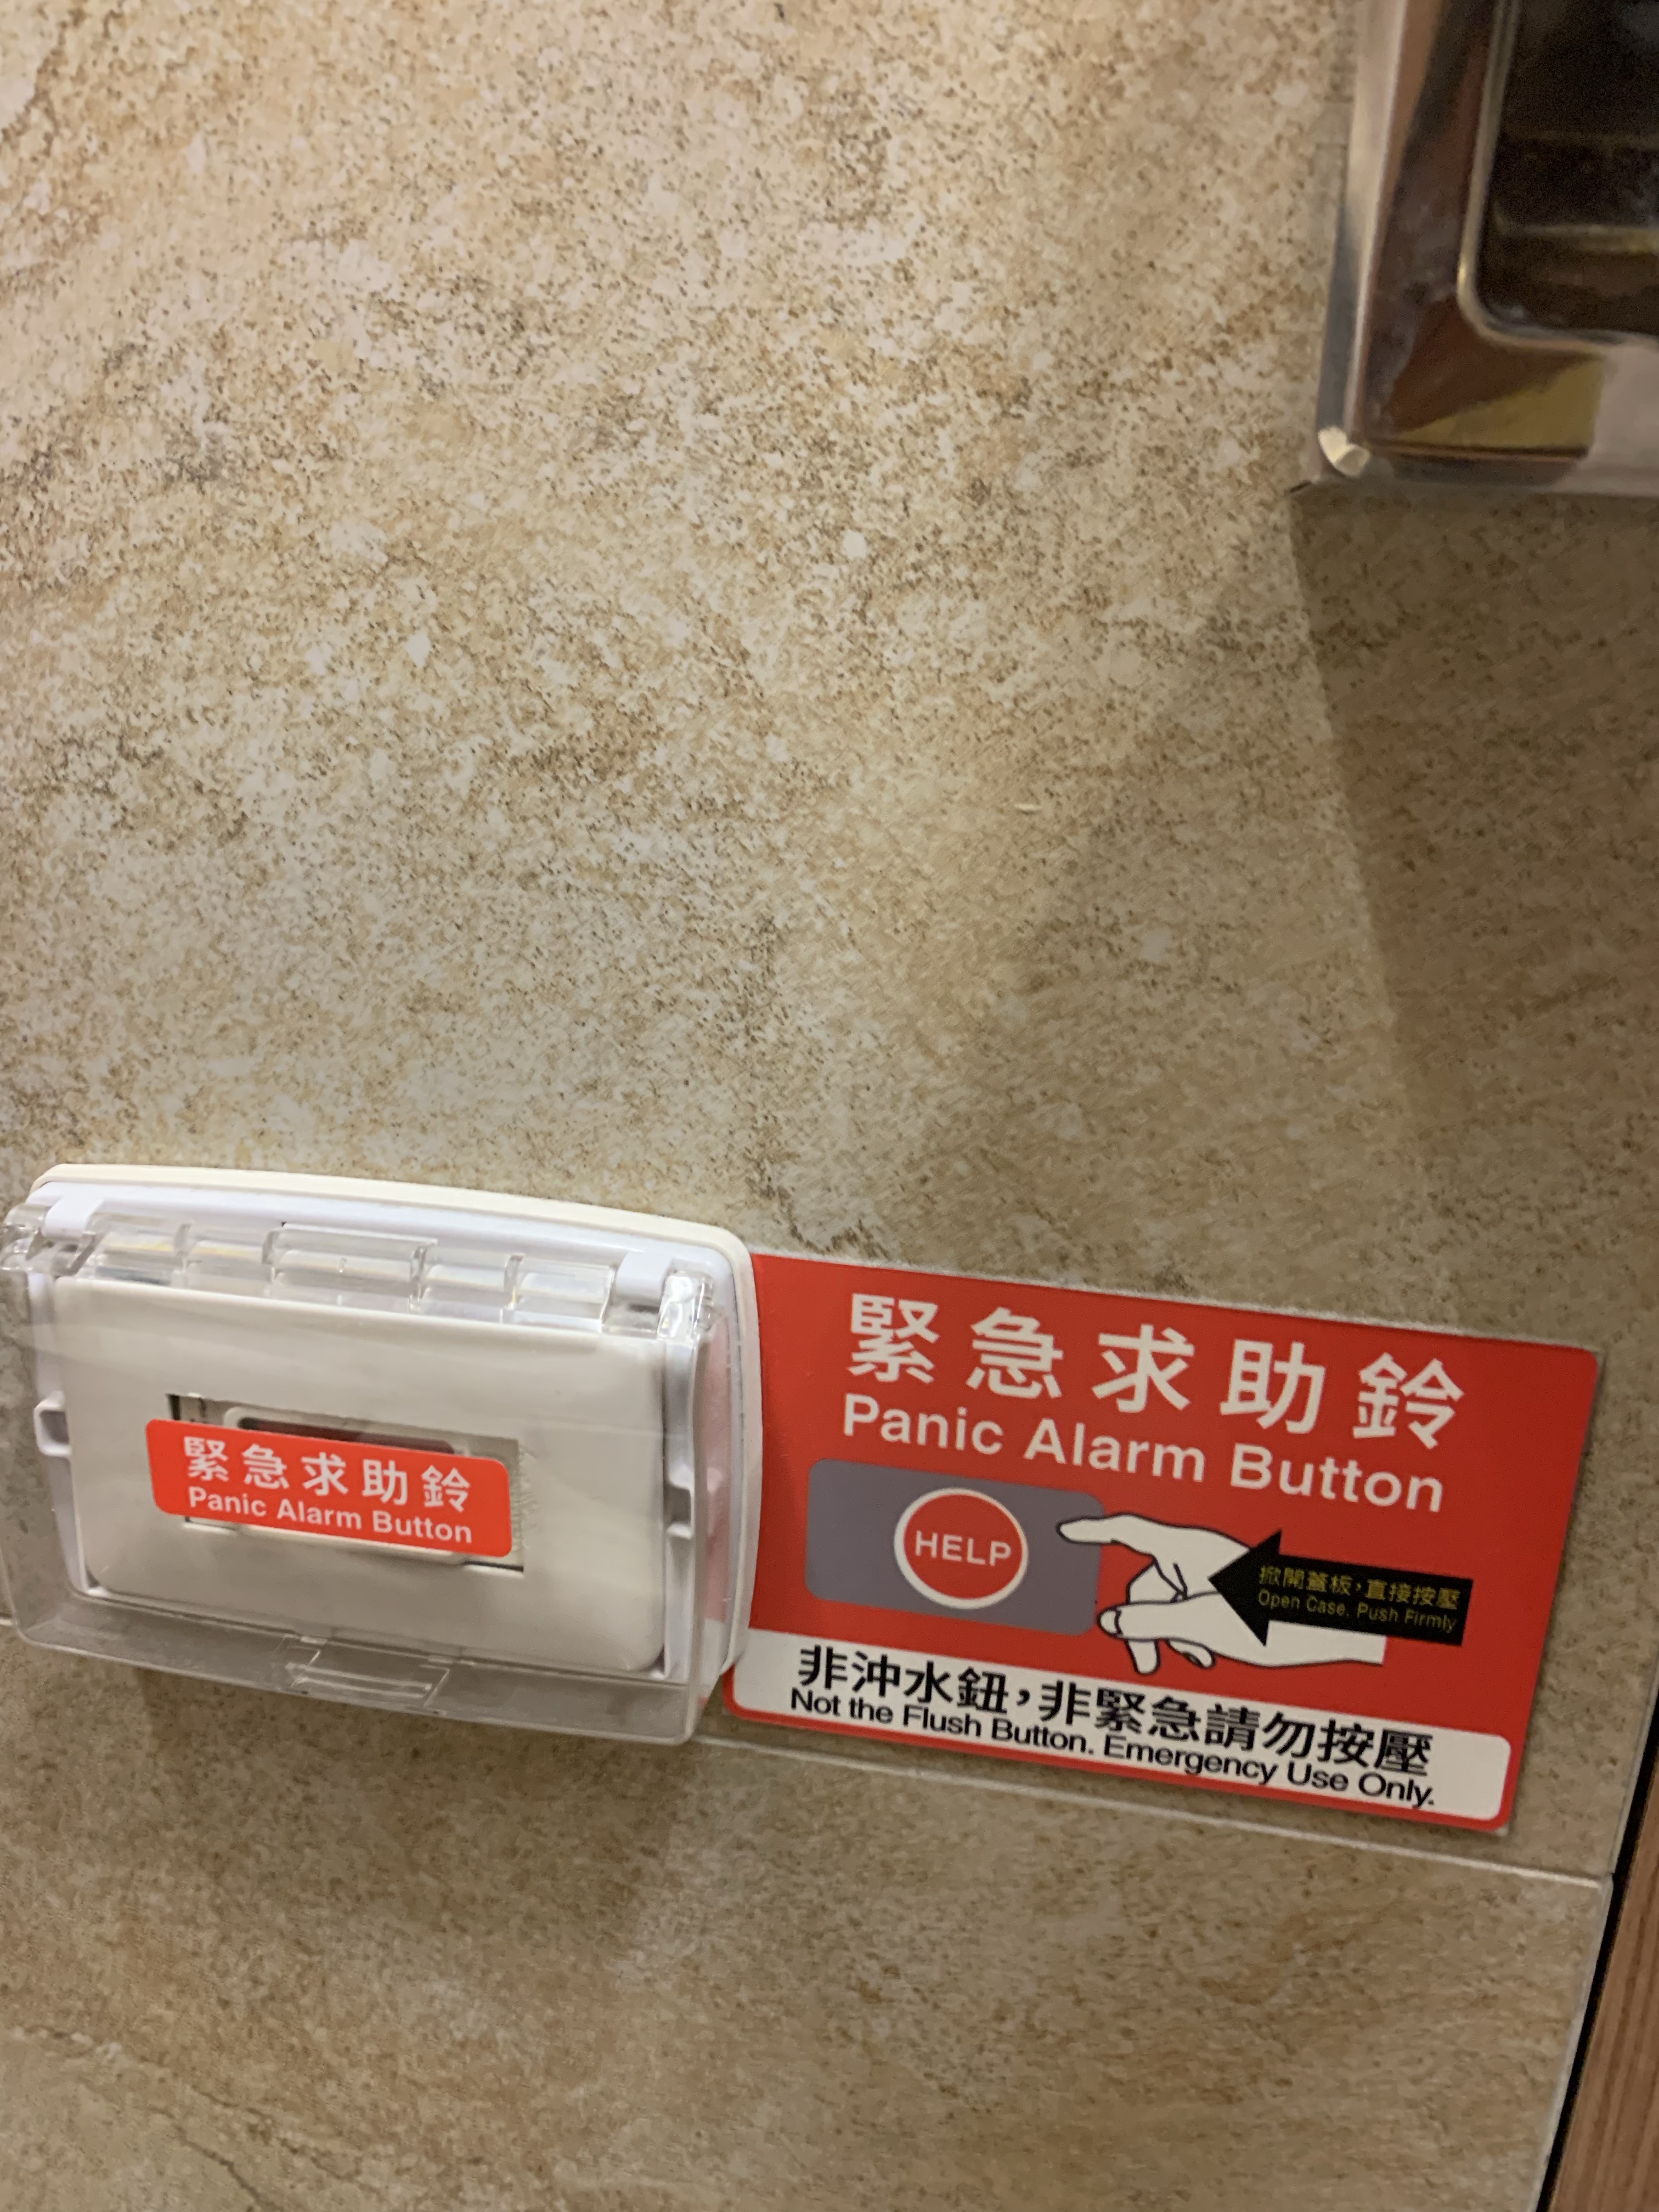 緊急求助鈴
Panic Alarm Button
緊急求助鈴
Panic Alarm Button
HELP
掀開蓋板，直接按壓
Open Case, Push Firmly
非沖水鈕，非緊急請勿按壓
Not the Flush Button. Emergency Use Only.